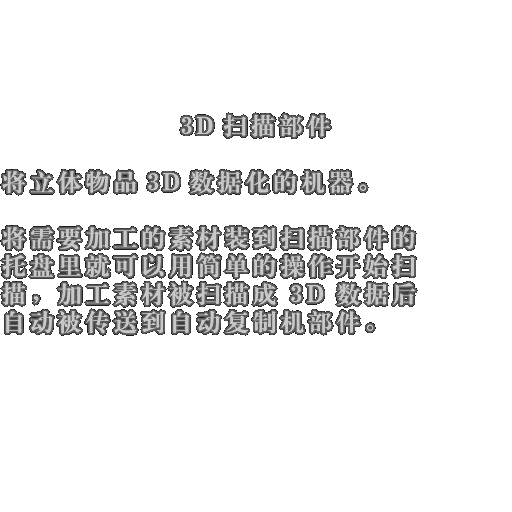 3D 扫描部件
将立体物品 3D 数据化的机器。
将需要加工的素材装到扫描部件的
托盘里就可以用简单的操作开始扫
描, 加工素材被扫描成 3D 数据后
自动被传送到自动复制机部件。